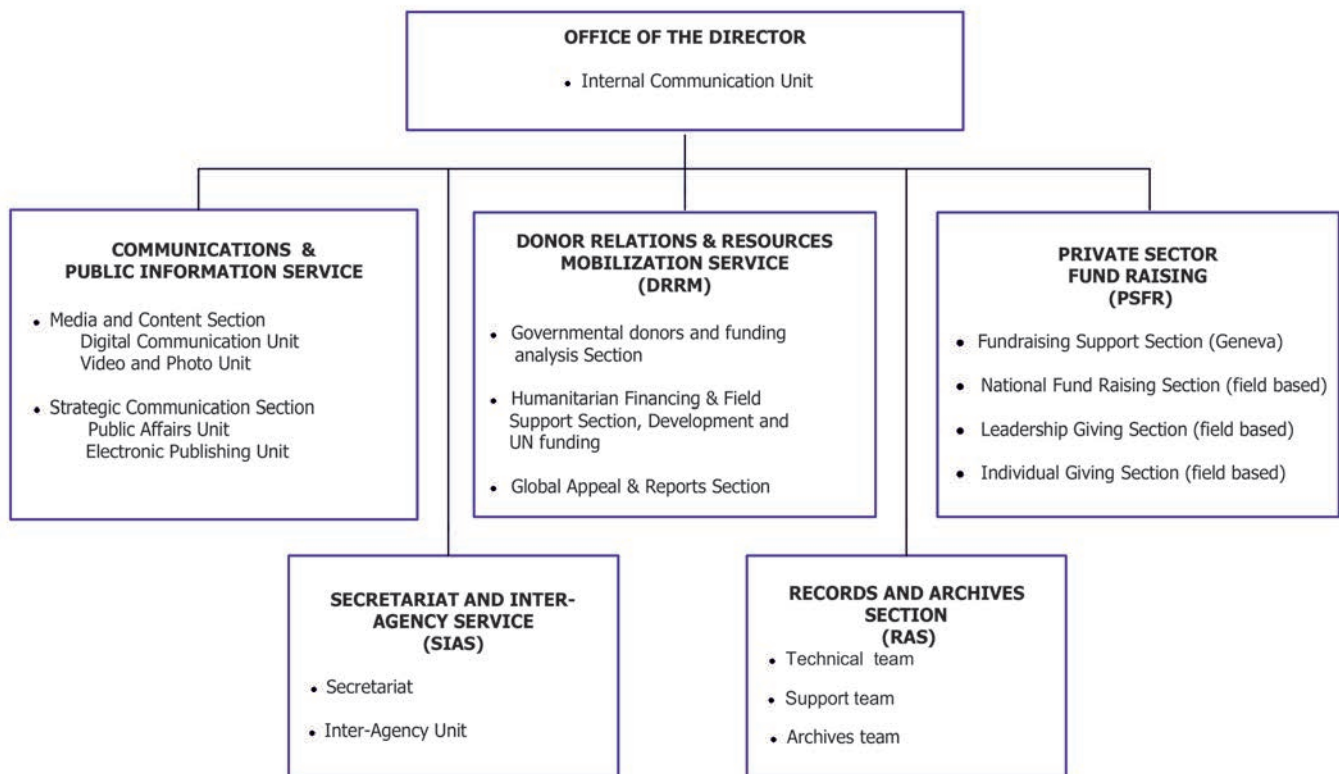 OFFICE OF THE DIRECTOR
• Internal Communication Unit
COMMUNICATIONS &
PUBLIC INFORMATION SERVICE
• Media and Content Section
Digital Communication Unit
Video and Photo Unit
• Strategic Communication Section
Public Affairs Unit
Electronic Publishing Unit
DONOR RELATIONS & RESOURCES
MOBILIZATION SERVICE
(DRRM)
• Governmental donors and funding
analysis Section
• Humanitarian Financing & Field
Support Section, Development and
UN funding
• Global Appeal & Reports Section
PRIVATE SECTOR
FUND RAISING
(PSFR)
• Fundraising Support Section (Geneva)
• National Fund Raising Section (field based)
• Leadership Giving Section (field based)
• Individual Giving Section (field based)
SECRETARIAT AND INTER-
AGENCY SERVICE
(SIAS)
• Secretariat
• Inter-Agency Unit
RECORDS AND ARCHIVES
SECTION
(RAS)
• Technical team
• Support team
• Archives team